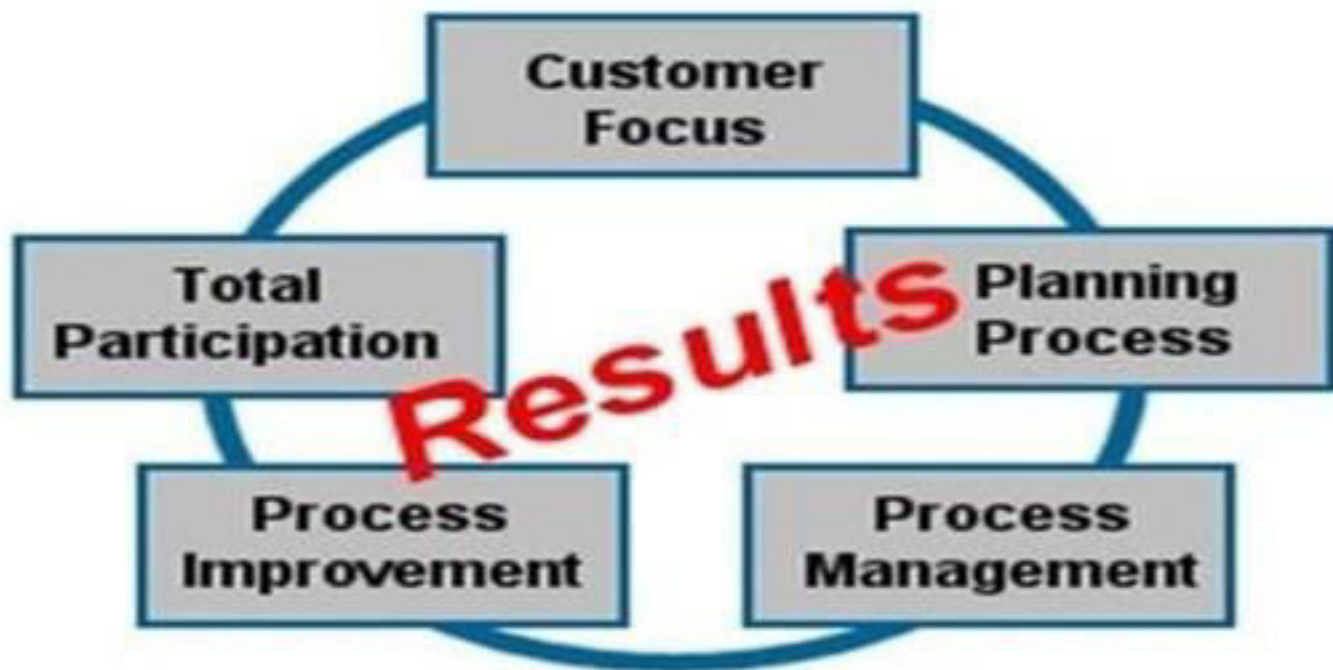 Customer
Focus
Total
Participation
Results
Planning
Process
Process
Improvement
Process
Management